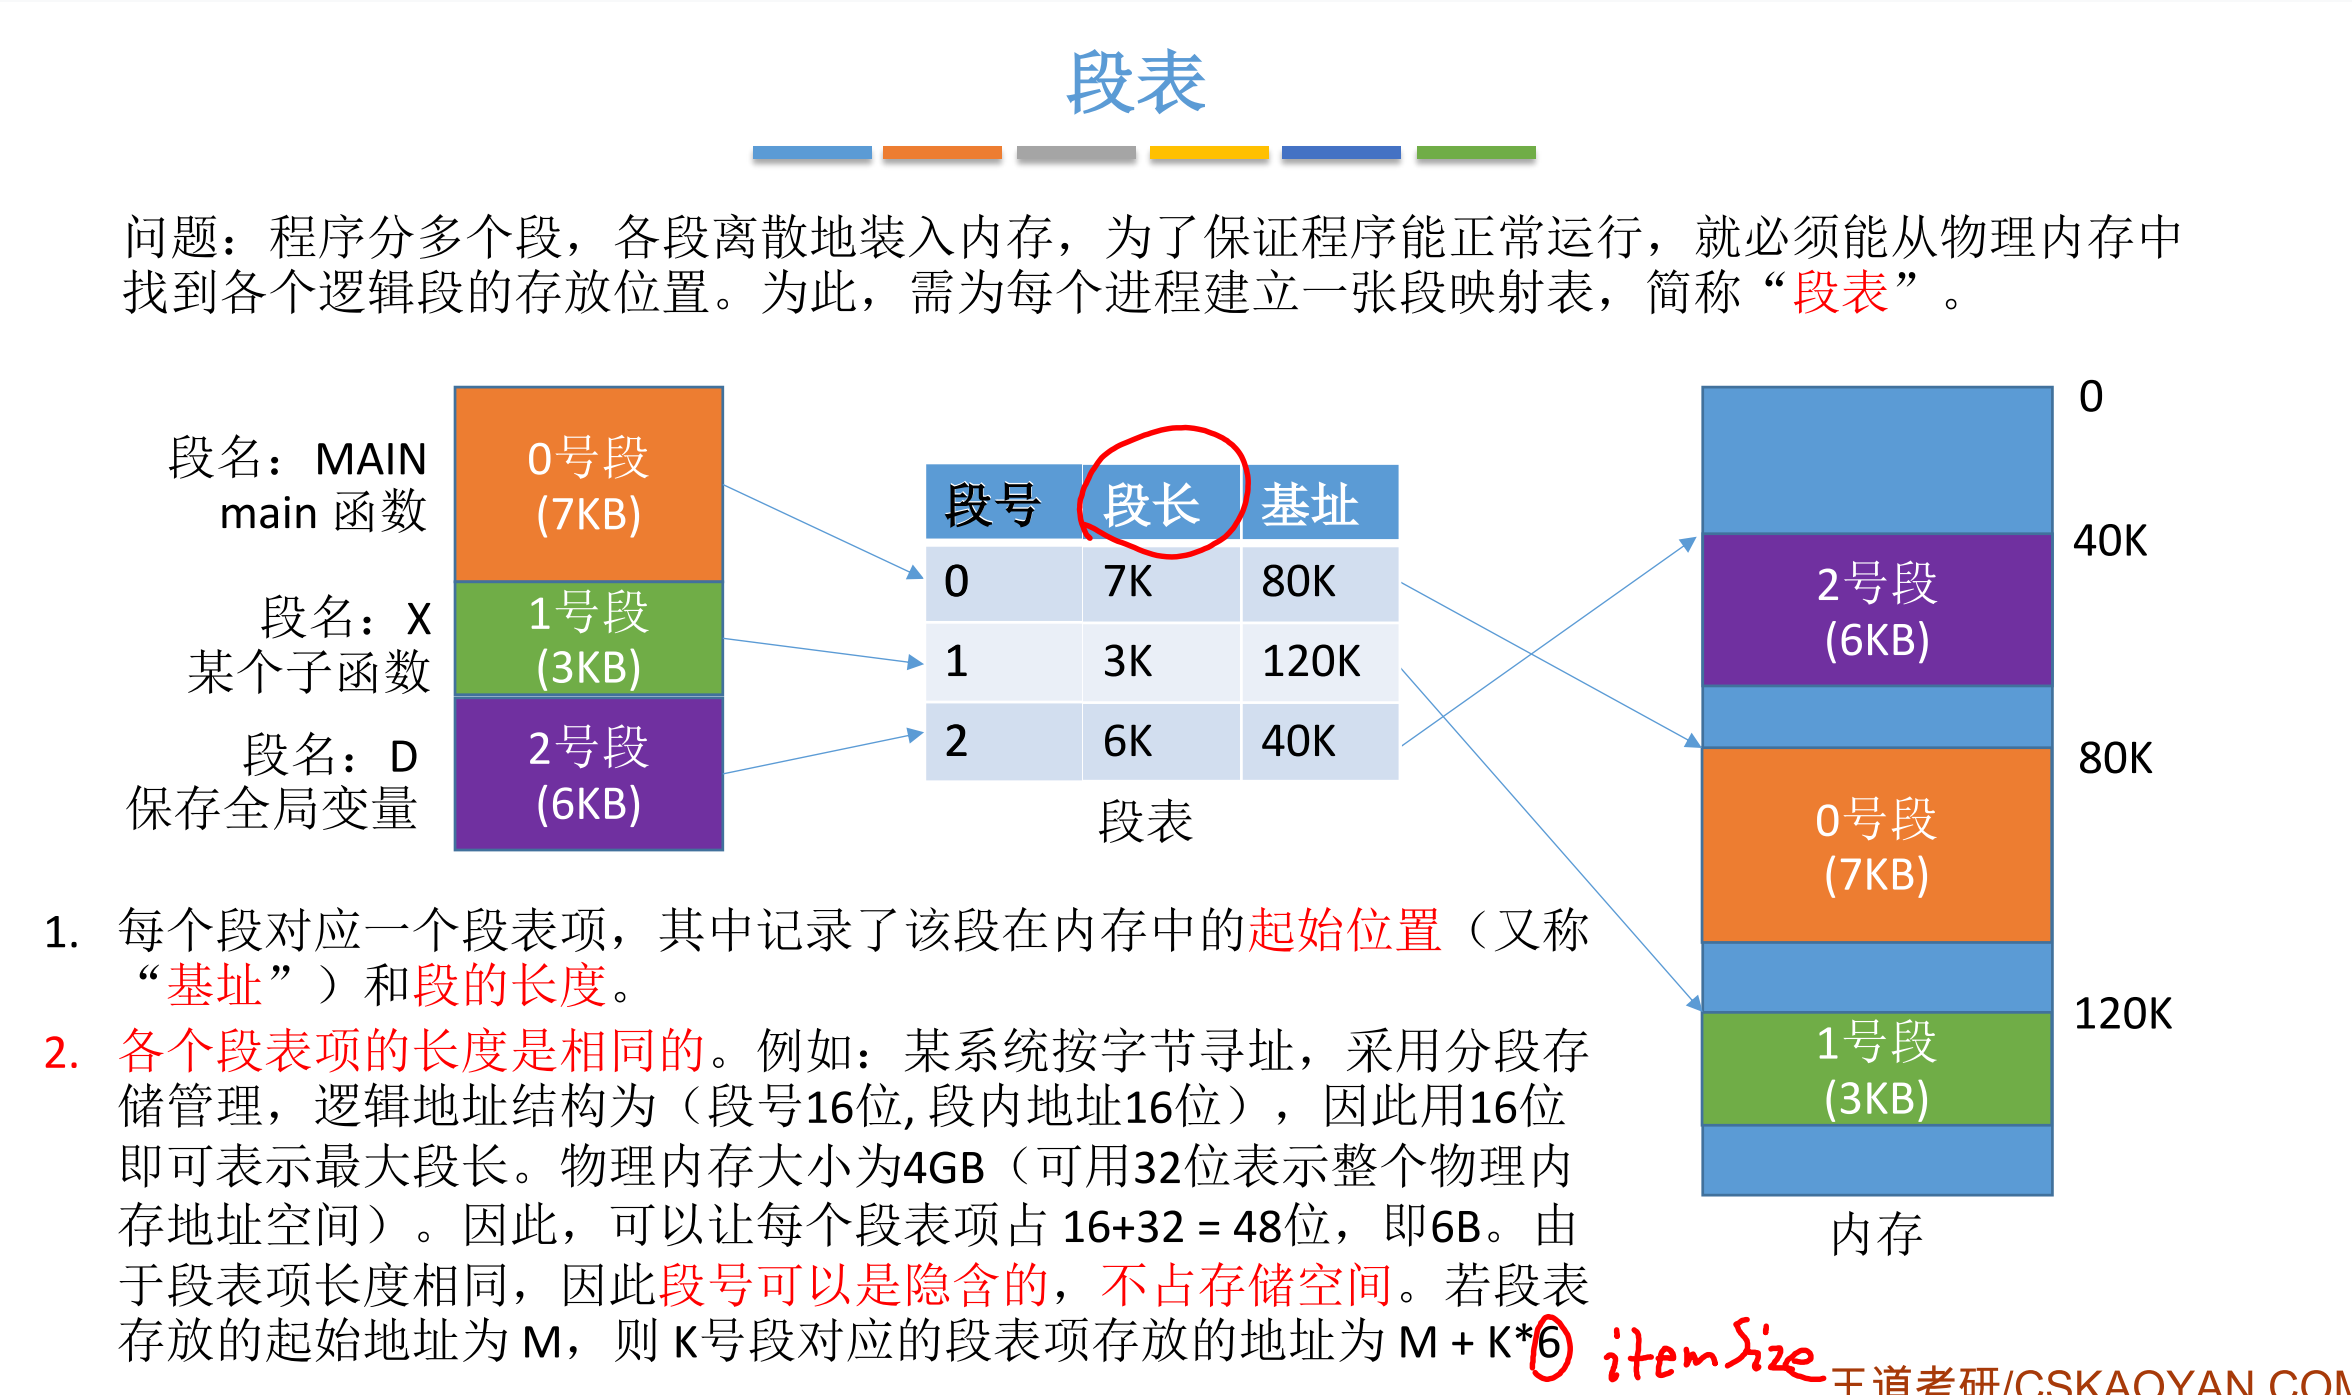 段表
问题：程序分多个段，各段离散地装入内存，为了保证程序能正常运行，就必须能从物理内存中
找到各个逻辑段的存放位置。为此，需为每个进程建立一张段映射表，简称“段表”。
段名：MAIN
main 函数
0号段
(7KB)
段名：X
某个子函数
1号段
(3KB)
段名：D
保存全局变量
2号段
(6KB)
段号 段长 基址
0 7K 80K
1 3K 120K
2 6K 40K
段表
0
40K
2号段
(6KB)
80K
0号段
(7KB)
120K
1号段
(3KB)
内存
1. 每个段对应一个段表项，其中记录了该段在内存中的起始位置（又称
“基址”）和段的长度。
2. 各个段表项的长度是相同的。例如：某系统按字节寻址，采用分段存
储管理，逻辑地址结构为（段号16位, 段内地址16位），因此用16位
即可表示最大段长。物理内存大小为4GB（可用32位表示整个物理内
存地址空间）。因此，可以让每个段表项占 16+32 = 48位，即6B。由
于段表项长度相同，因此段号可以是隐含的，不占存储空间。若段表
存放的起始地址为 M，则 K号段对应的段表项存放的地址为 M + K*6
itemSize
王道考研/CSKAOYAN.COM